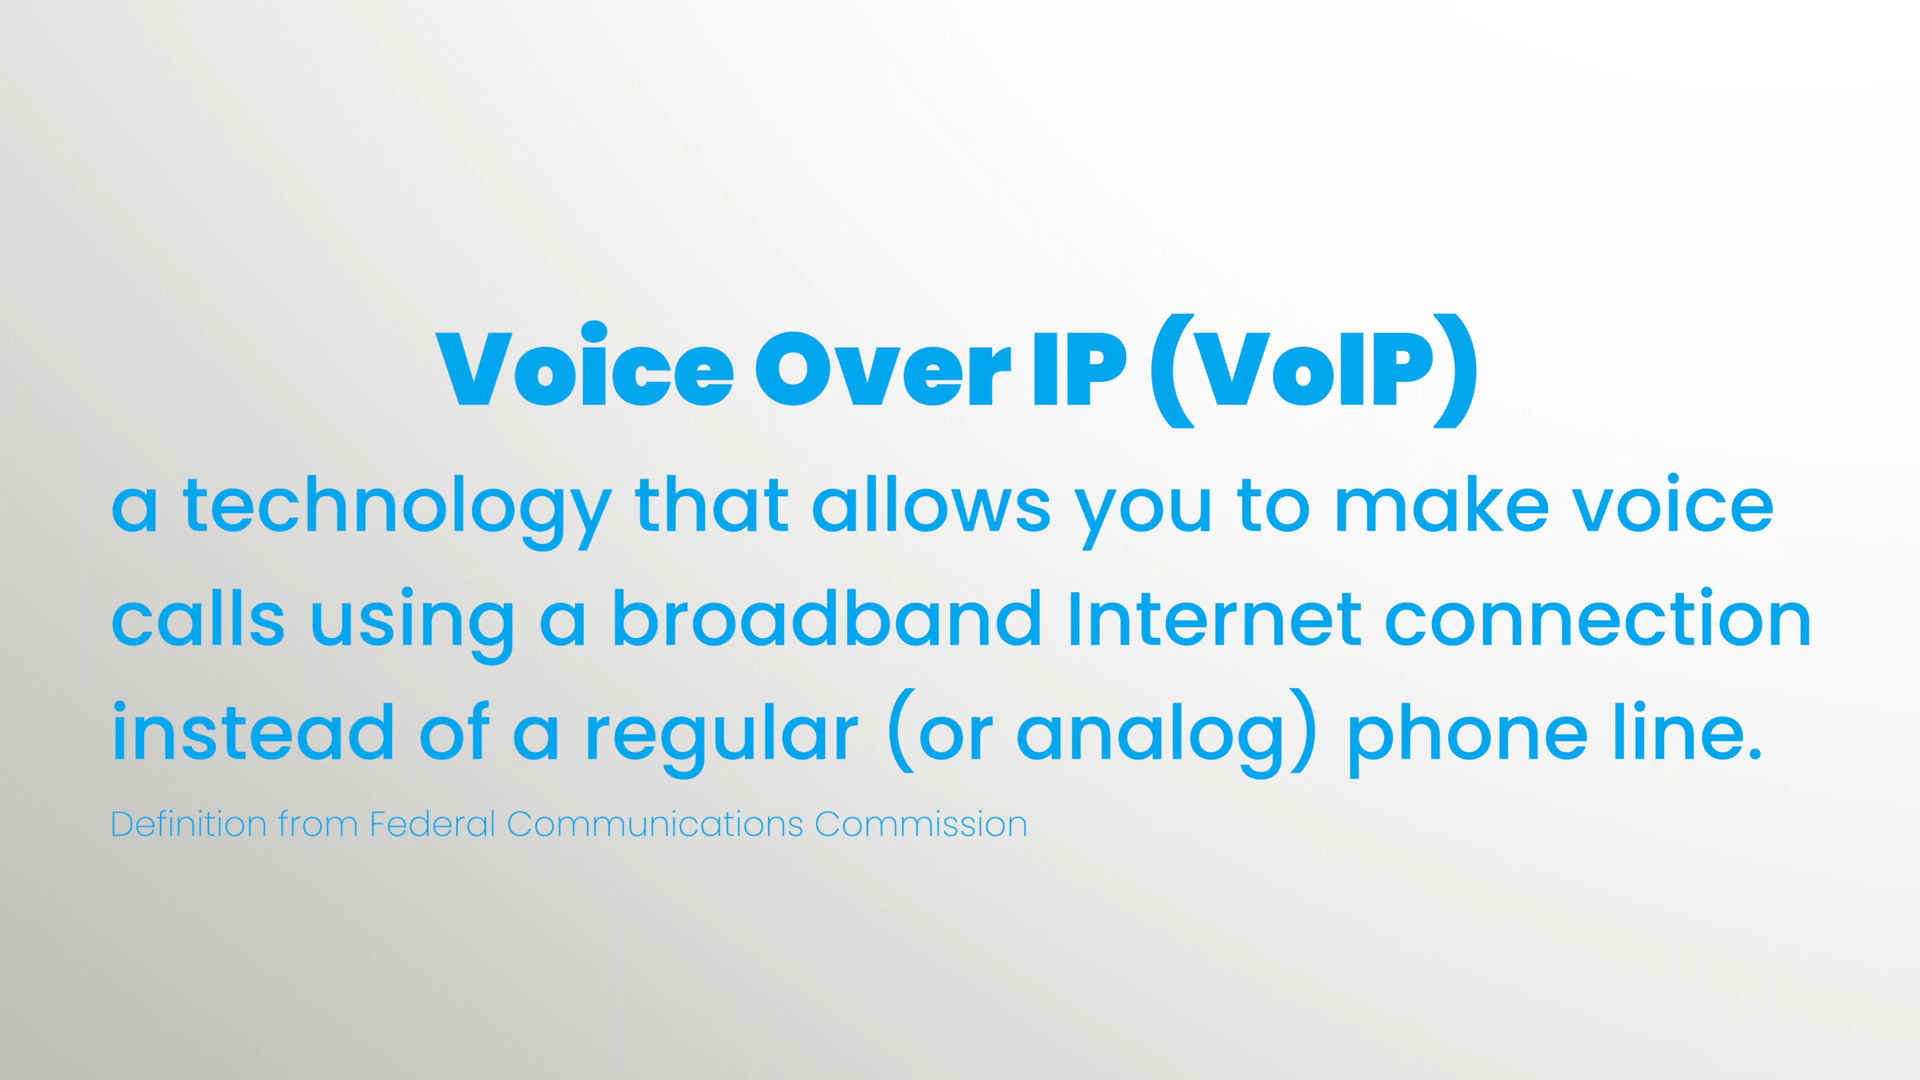 Voice Over IP (VoIP)
a technology that allows you to make voice
calls using a broadband Internet connection
instead of a regular (or analog) phone line.
Definition from Federal Communications Commission